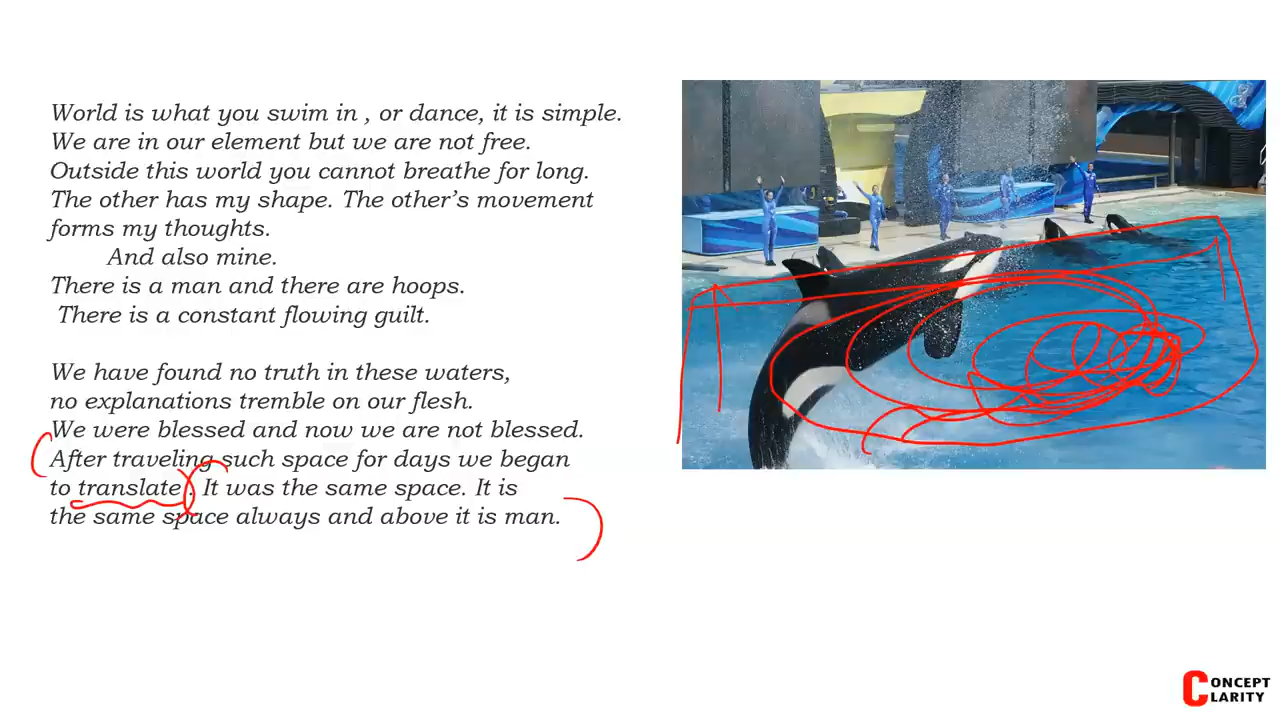 World is what you swim in , or dance, it is simple.
We are in our element but we are not free.
Outside this world you cannot breathe for long.
The other has my shape. The other's movement
forms my thoughts.
And also mine.
There is a man and there are hoops.
There is a constant flowing guilt.
We have found no truth in these waters,
no explanations tremble on our flesh.
We were blessed and now we are not blessed.
After traveling such space for days we began
to translate . It was the same space. It is
the same space always and above it is man.
CONCEPT
CLARITY